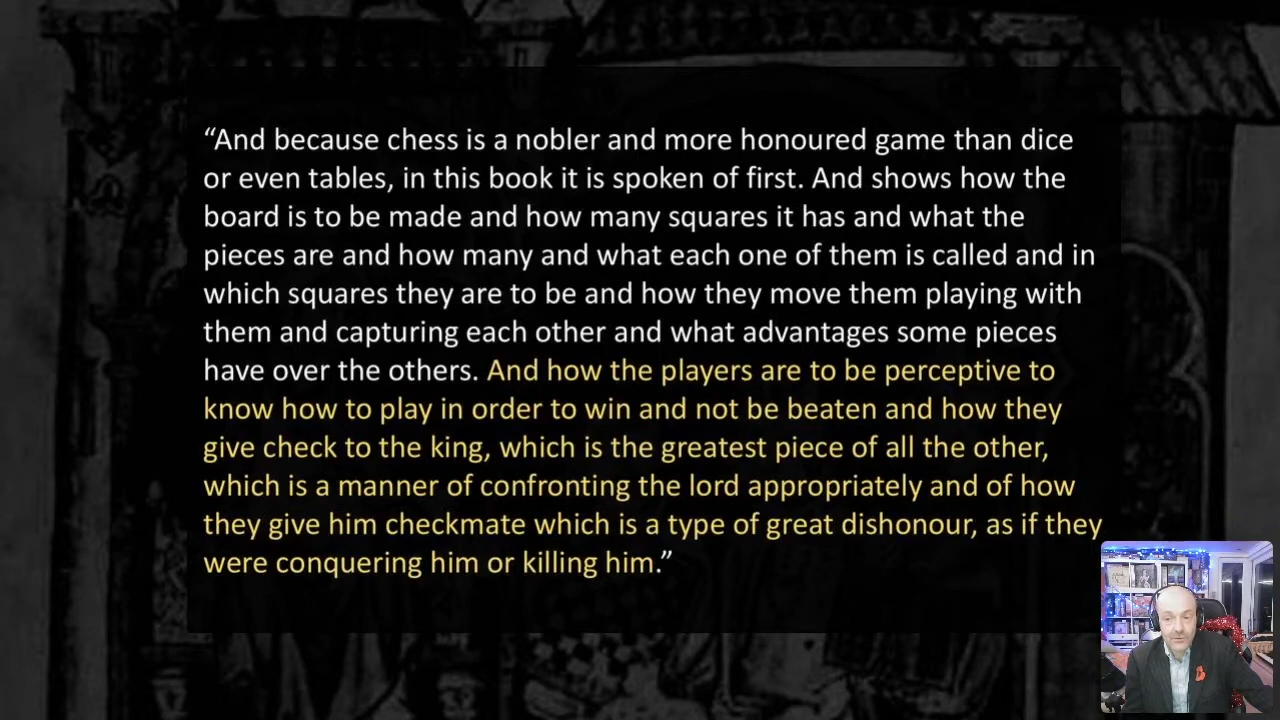 “And because chess is a nobler and more honoured game than dice
or even tables, in this book it is spoken of first. And shows how the
board is to be made and how many squares it has and what the
pieces are and how many and what each one of them is called and in
which squares they are to be and how they move them playing with
them and capturing each other and what advantages some pieces
have over the others. And how the players are to be perceptive to
know how to play in order to win and not be beaten and how they
give check to the king, which is the greatest piece of all the other,
which is a manner of confronting the lord appropriately and of how
they give him checkmate which is a type of great dishonour, as if they
were conquering him or killing him.”